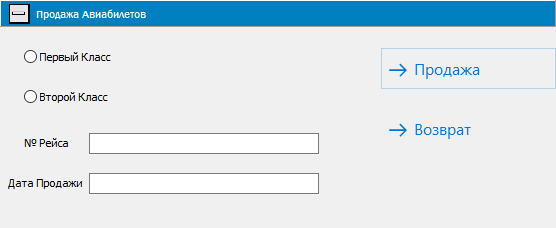 Продажа Авиабилетов
Первый Класс
Второй Класс
№ Рейса
Дата Продажи
Продажа
Возврат